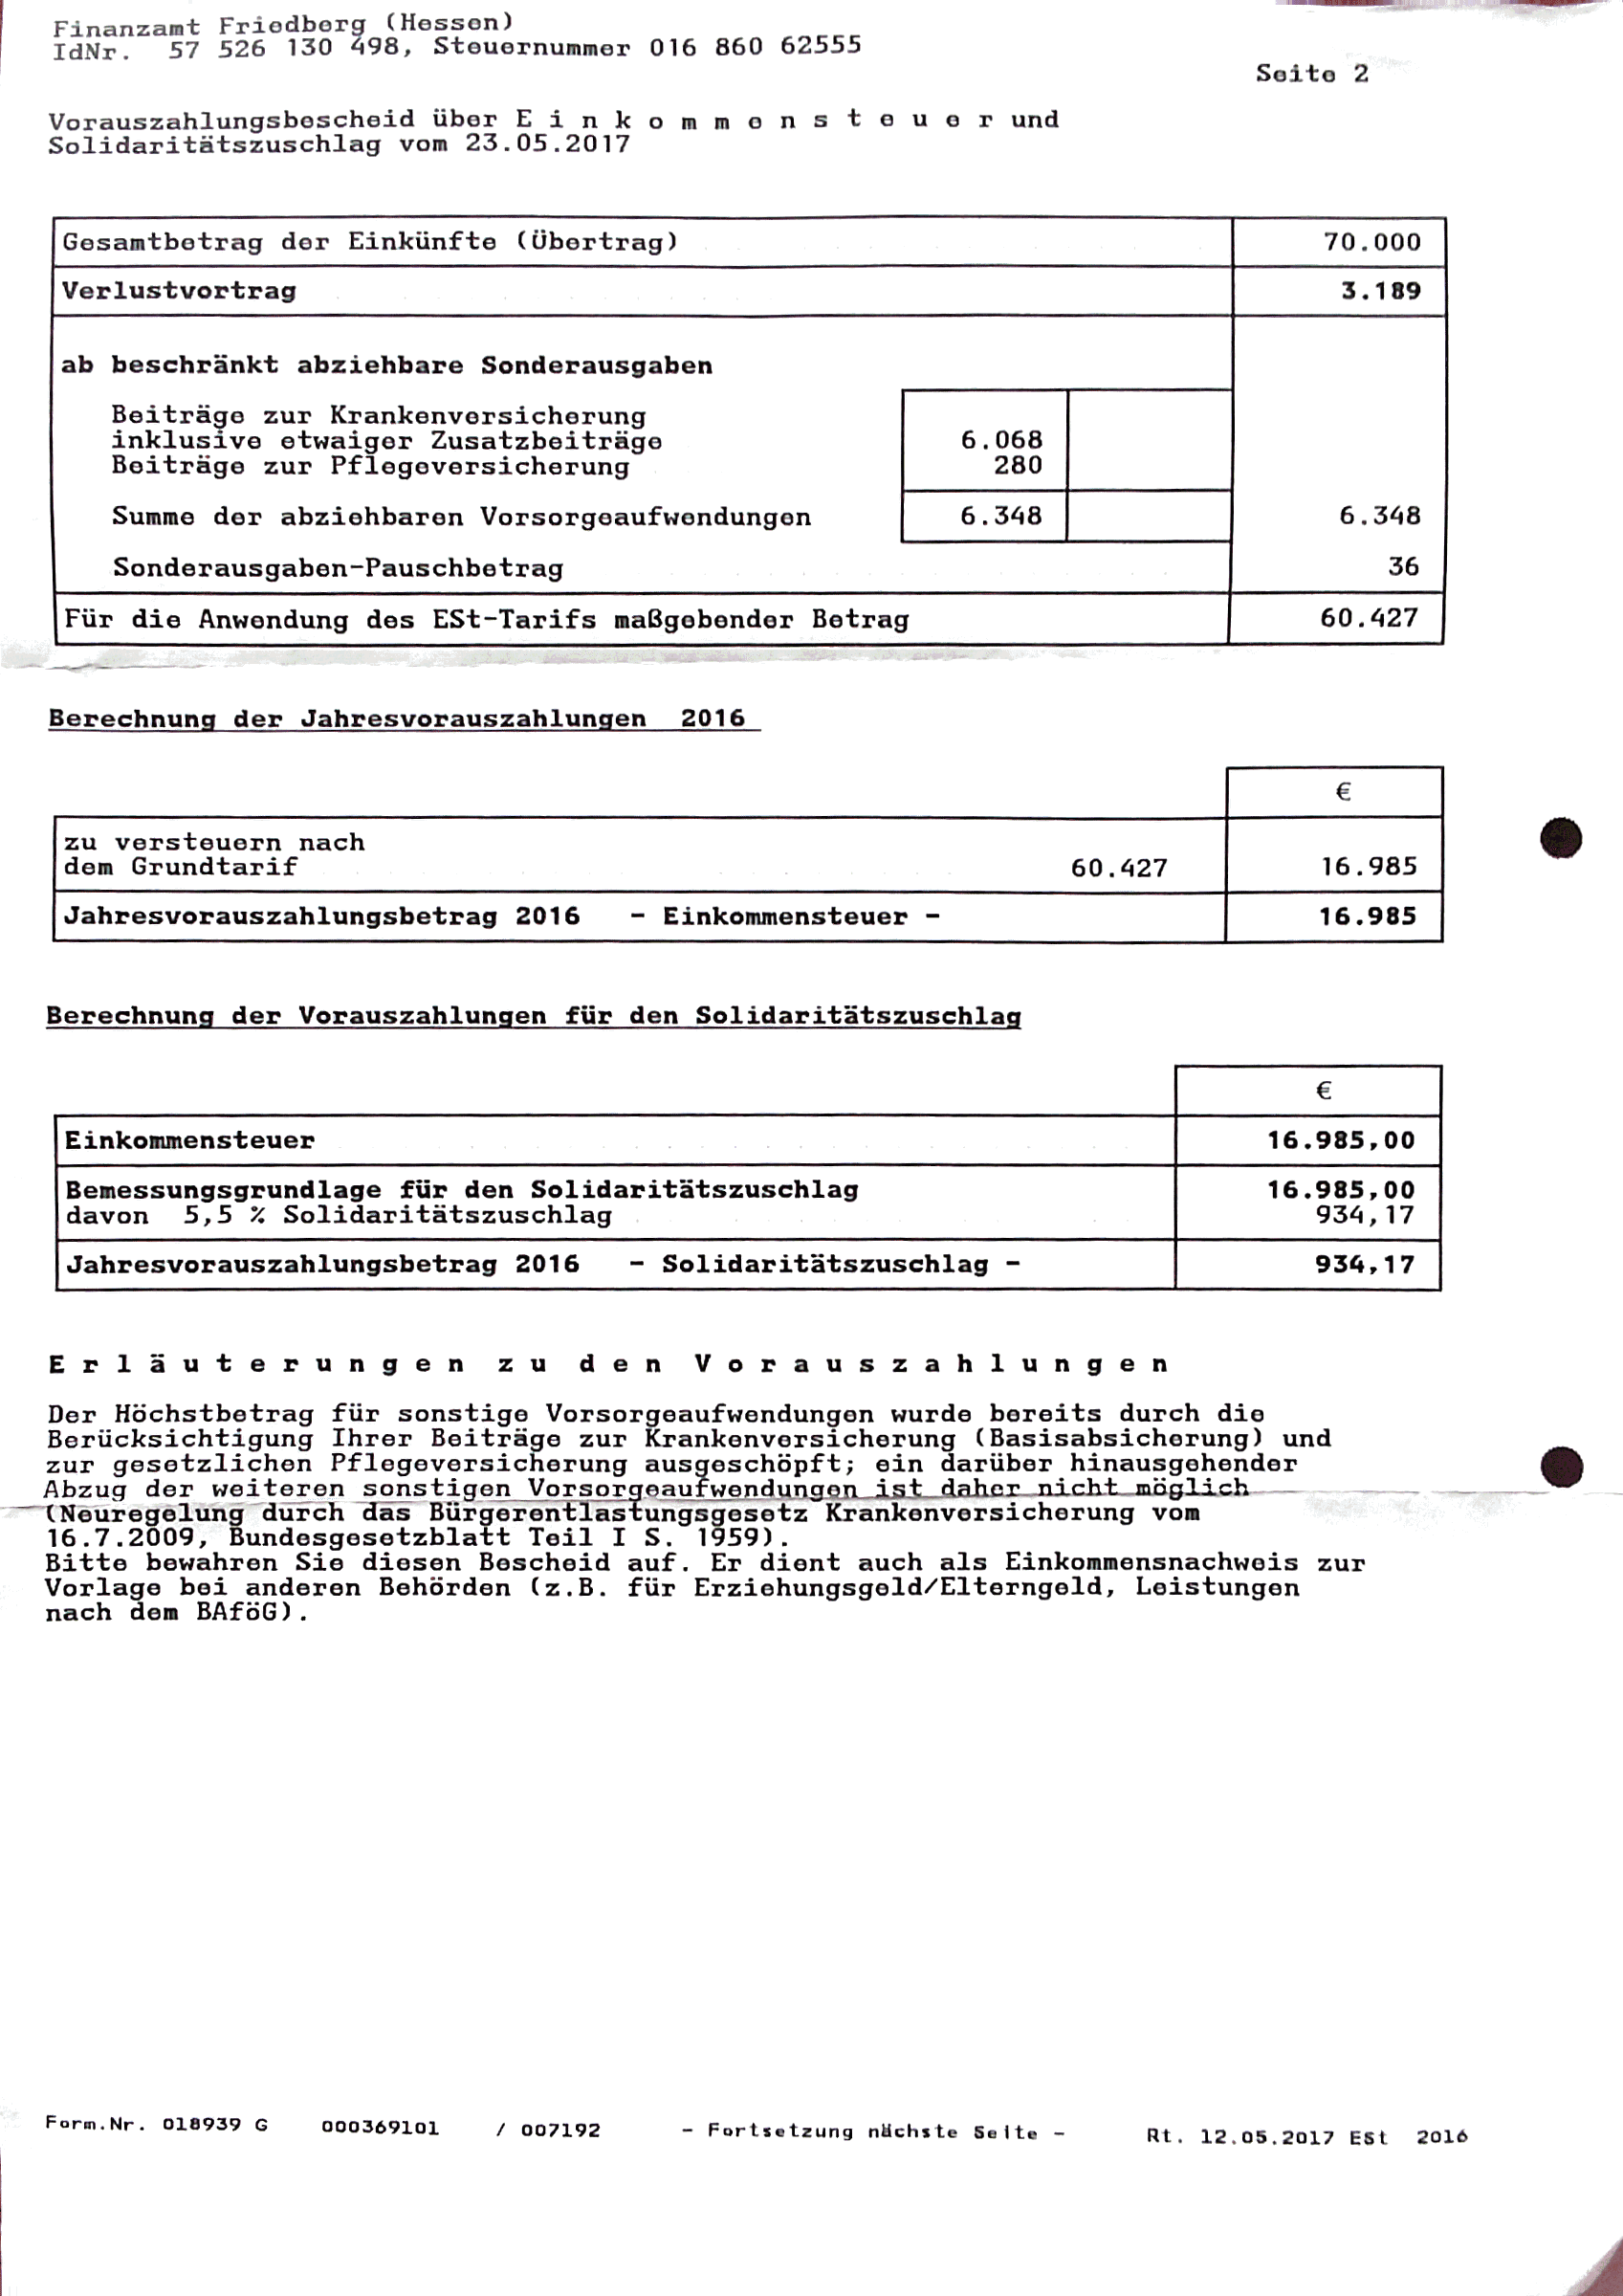 Finanzamt Friedberg (Hessen)
IdNr. 57 526 130 498, Steuernummer 016 860 62555
Seite 2
Vorauszahlungsbescheid über E i n k o m m e n s t e u e r und
Solidaritätszuschlag vom 23.05.2017
Gesamtbetrag der Einkünfte (Übertrag) 70.000
Verlustvortrag 3.189
ab beschränkt abziehbare Sonderausgaben
Beiträge zur Krankenversicherung
inklusive etwaiger Zusatzbeiträge 6.068
Beiträge zur Pflegeversicherung 280
Summe der abziehbaren Vorsorgeaufwendungen 6.348 6.348
Sonderausgaben-Pauschbetrag 36
Für die Anwendung des ESt-Tarifs maßgebender Betrag 60.427
Berechnung der Jahresvorauszahlungen 2016
€
zu versteuern nach
dem Grundtarif 60.427 16.985
Jahresvorauszahlungsbetrag 2016 - Einkommensteuer - 16.985
Berechnung der Vorauszahlungen für den Solidaritätszuschlag
€
Einkommensteuer 16.985,00
Bemessungsgrundlage für den Solidaritätszuschlag 16.985,00
davon 5,5 % Solidaritätszuschlag 934,17
Jahresvorauszahlungsbetrag 2016 - Solidaritätszuschlag - 934,17
E r l ä u t e r u n g e n z u d e n V o r a u s z a h l u n g e n
Der Höchstbetrag für sonstige Vorsorgeaufwendungen wurde bereits durch die
Berücksichtigung Ihrer Beiträge zur Krankenversicherung (Basisabsicherung) und
zur gesetzlichen Pflegeversicherung ausgeschöpft; ein darüber hinausgehender
Abzug der weiteren sonstigen Vorsorgeaufwendungen ist daher nicht möglich
(Neuregelung durch das Bürgerentlastungsgesetz Krankenversicherung vom
16.7.2009, Bundesgesetzblatt Teil I S. 1959).
Bitte bewahren Sie diesen Bescheid auf. Er dient auch als Einkommensnachweis zur
Vorlage bei anderen Behörden (z.B. für Erziehungsgeld/Elterngeld, Leistungen
nach dem BAföG).
Form.Nr. 018939 G 000369101 / 007192 - Fortsetzung nächste Seite - Rt. 12.05.2017 ESt 2016